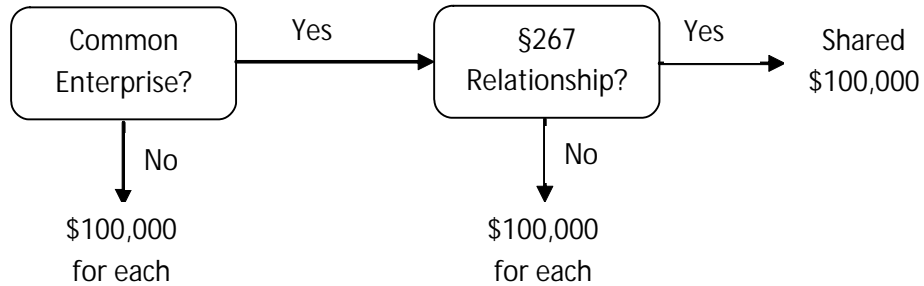 Common
Enterprise?
Yes
§267
Relationship?
Yes
Shared
$100,000
No
$100,000
for each
No
$100,000
for each